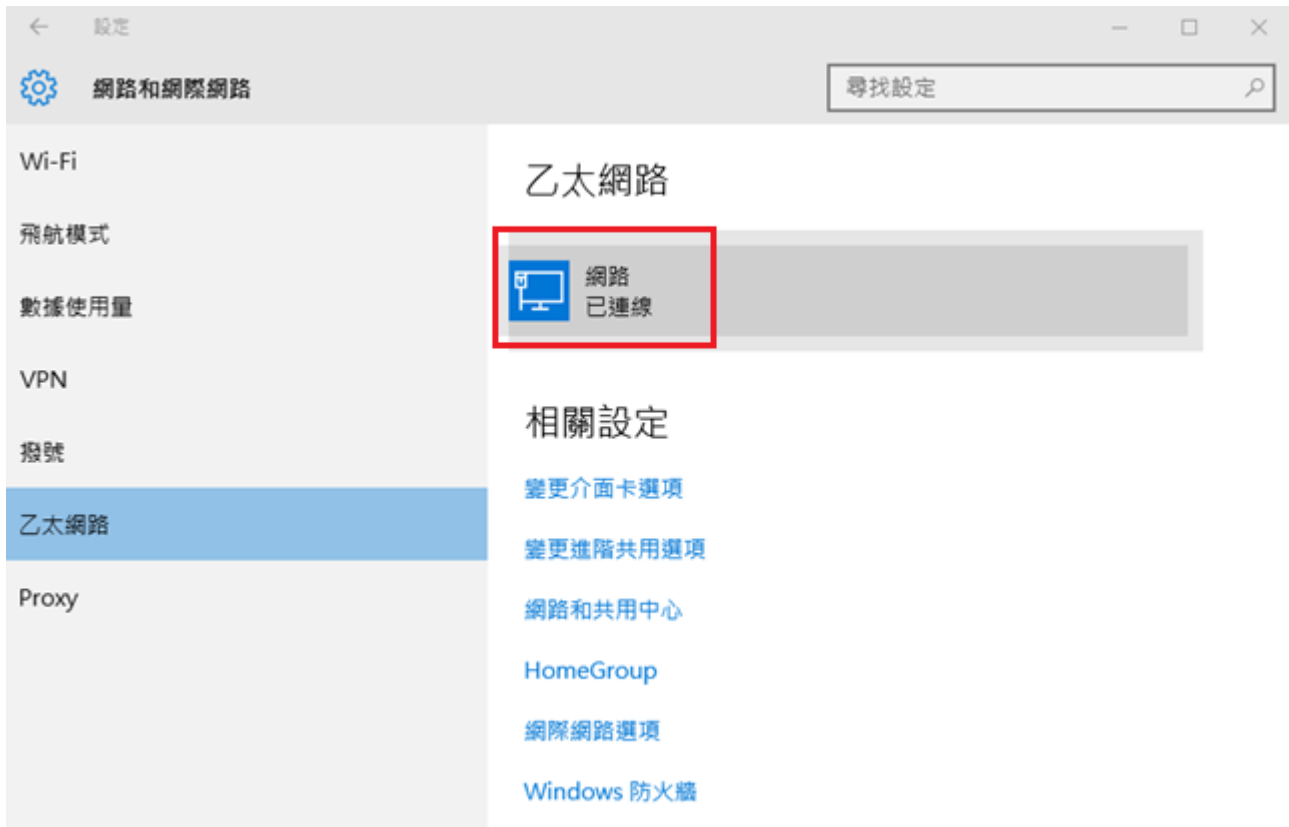 設定
網路和網際網路
尋找設定
Wi-Fi
飛航模式
數據使用量
VPN
撥號
乙太網路
Proxy
乙太網路
網路
已連線
相關設定
變更介面卡選項
變更進階共用選項
網路和共用中心
HomeGroup
網際網路選項
Windows 防火牆